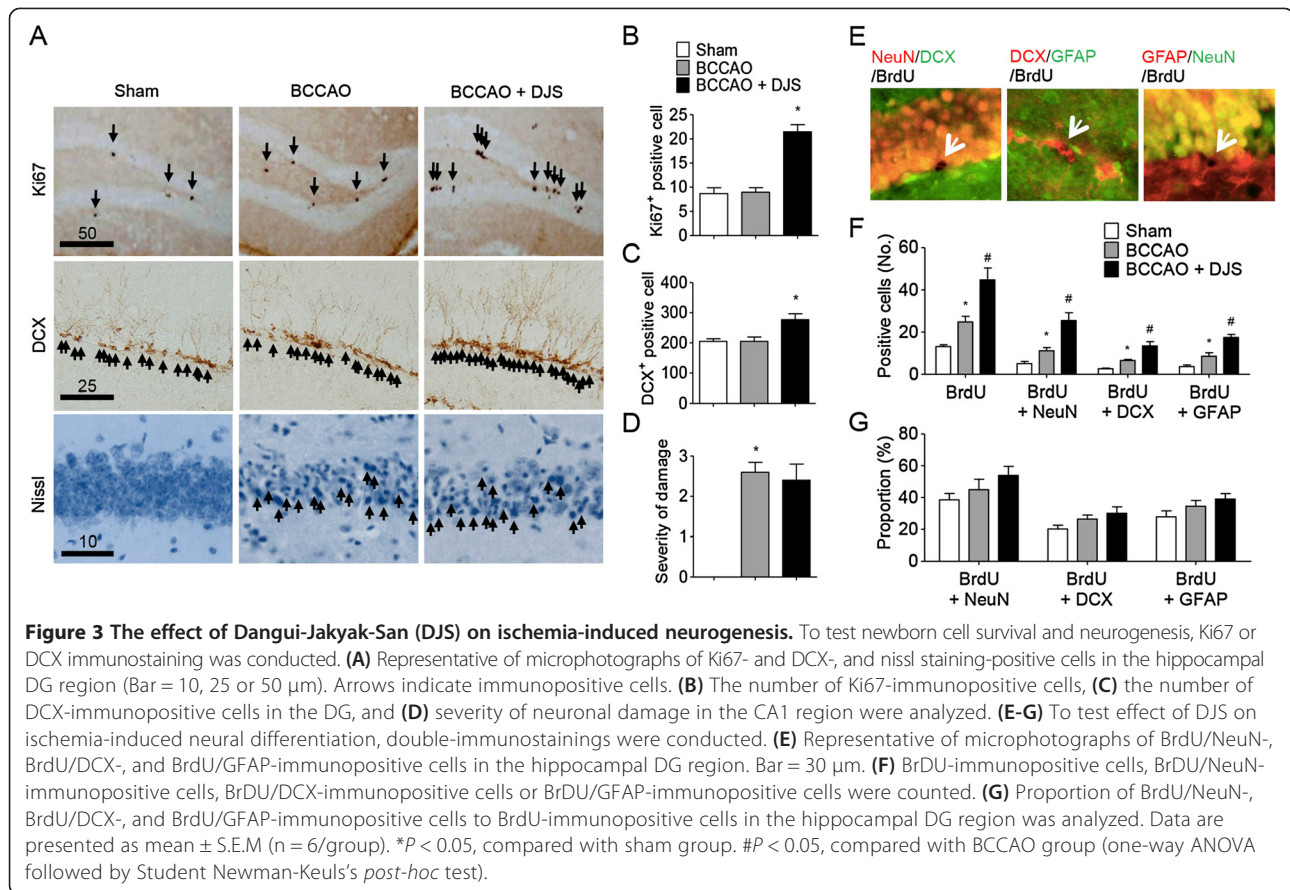 A
B
E
Sham
BCCAO
BCCAO + DJS
Ki67
50
DCX
25
Nissl
10
Sham
BCCAO
BCCAO + DJS
Ki67⁺ positive cell
25
20
15
10
5
0
*
C
DCX⁺ positive cell
400
300
200
100
0
*
D
Severity of damage
3
2
1
0
*
NeuN/DCX
/BrdU
DCX/GFAP
/BrdU
GFAP/NeuN
/BrdU
F
Sham
BCCAO
BCCAO + DJS
Positive cells (No.)
60
40
20
0
* # * # * # * #
BrdU
BrdU
+ NeuN
BrdU
+ DCX
BrdU
+ GFAP
G
Proportion (%)
80
60
40
20
0
BrdU
+ NeuN
BrdU
+ DCX
BrdU
+ GFAP
Figure 3 The effect of Dangui-Jakyak-San (DJS) on ischemia-induced neurogenesis. To test newborn cell survival and neurogenesis, Ki67 or
DCX immunostaining was conducted. (A) Representative of microphotographs of Ki67- and DCX-, and nissl staining-positive cells in the hippocampal
DG region (Bar = 10, 25 or 50 μm). Arrows indicate immunopositive cells. (B) The number of Ki67-immunopositive cells, (C) the number of
DCX-immunopositive cells in the DG, and (D) severity of neuronal damage in the CA1 region were analyzed. (E-G) To test effect of DJS on
ischemia-induced neural differentiation, double-immunostainings were conducted. (E) Representative of microphotographs of BrdU/NeuN-,
BrdU/DCX-, and BrdU/GFAP-immunopositive cells in the hippocampal DG region. Bar = 30 μm. (F) BrDU-immunopositive cells, BrDU/NeuN-
immunopositive cells, BrDU/DCX-immunopositive cells or BrDU/GFAP-immunopositive cells were counted. (G) Proportion of BrdU/NeuN-,
BrdU/DCX-, and BrdU/GFAP-immunopositive cells to BrdU-immunopositive cells in the hippocampal DG region was analyzed. Data are
presented as mean ± S.E.M (n = 6/group). *P < 0.05, compared with sham group. #P < 0.05, compared with BCCAO group (one-way ANOVA
followed by Student Newman-Keuls's post-hoc test).